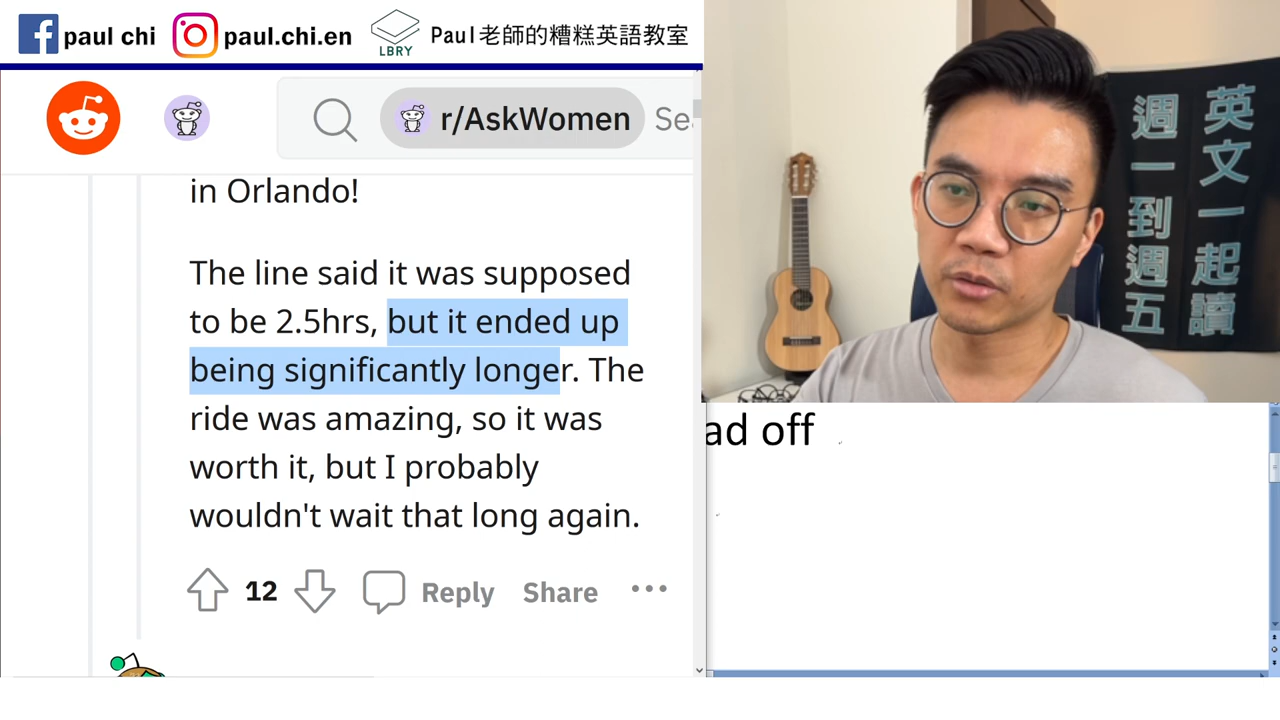 paul chi
paul.chi.en
LBRY
Paul老師的糟糕英語教室
r/AskWomen
Se
in Orlando!
The line said it was supposed
to be 2.5hrs, but it ended up
being significantly longer. The
ride was amazing, so it was
worth it, but I probably
wouldn't wait that long again.
12
Reply
Share
英文一起讀
週一到週五
ad off